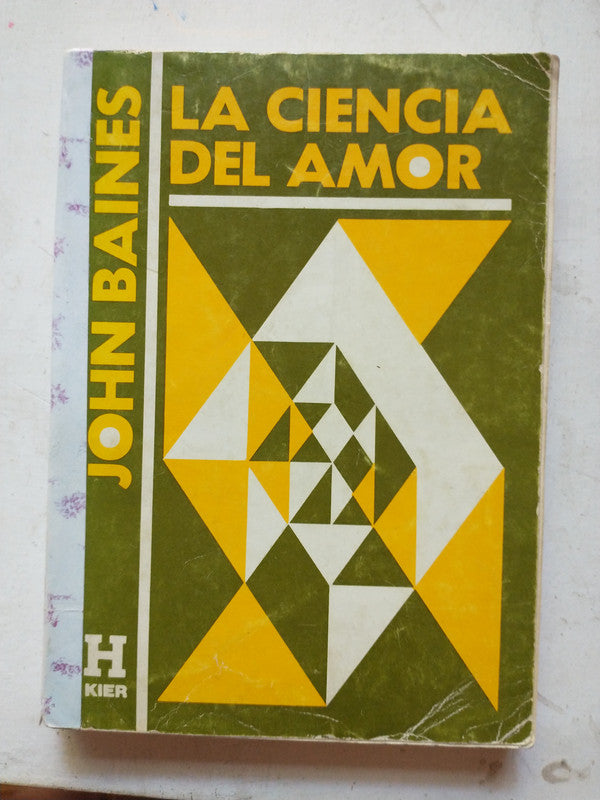 LA CIENCIA
DEL AMOR
JOHN BAINES
H
KIER